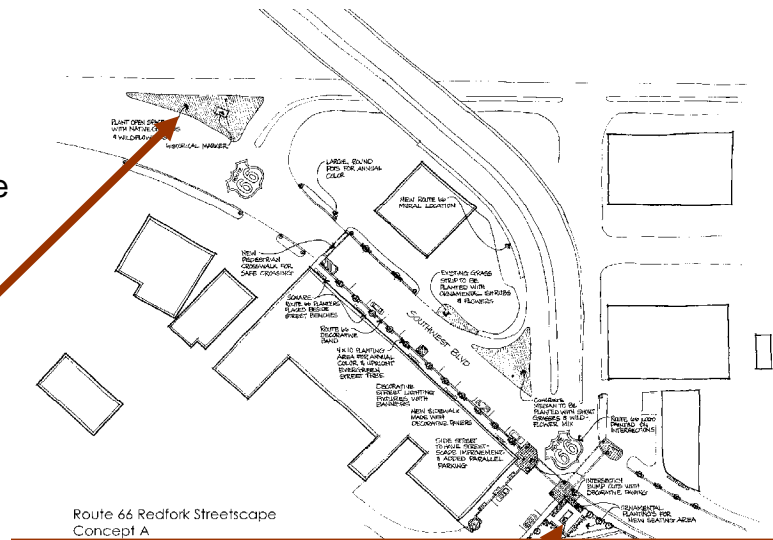 PLANT OPEN
WITH NATIVE
& WILDFLOW
HISTORICAL MARKER
66
LARGE, ROUND
POTS FOR ANNUAL
COLOR
NEW ROUTE 66
MURAL LOCATION
e
NEW
PEDESTRIAN
CROSSWALK FOR
SAFE CROSSING
EXISTING GRASS
STRIP TO BE
PLANTED WITH
ORNAMENTAL SHRUBS
& FLOWERS
SQUARE
ROUTE 66 PLANTERS
PLACED BESIDE
STREET BENCHES
SOUTHWEST BLVD
ROUTE 66
DECORATIVE
BAND
4 X 10 PLANTING
AREA FOR ANNUAL
COLOR & UPRIGHT
EVERGREEN
STREET TREE
DECORATIVE
STREET LIGHTING
FIXTURES WITH
BANNERS
NEW SIDEWALK
MADE WITH
DECORATIVE PAVERS
CONCRETE
MEDIAN TO BE
PLANTED WITH SHORT
GRASSES & WILD-
FLOWER MIX
ROUTE 66 LOGO
PAINTED ON
INTERSECTIONS
66
SIDE STREET
TO HAVE STREET-
SCAPE IMPROVEMENT
& ADDED PARALLEL
PARKING
INTERSECTION
BUMP OUTS WITH
DECORATIVE PAVING
ORNAMENTAL
PLANTINGS FOR
NEW SEATING AREA
Route 66 Redfork Streetscape
Concept A